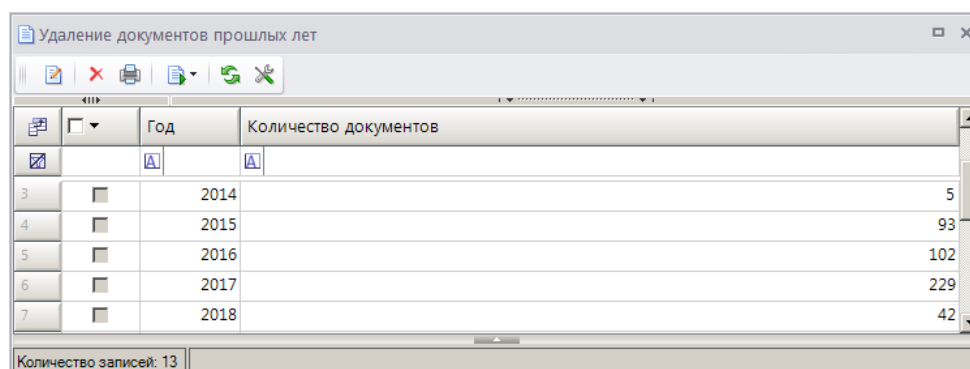 Удаление документов прошлых лет
Год Количество документов
A A
3 2014 5
4 2015 93
5 2016 102
6 2017 229
7 2018 42
Количество записей: 13